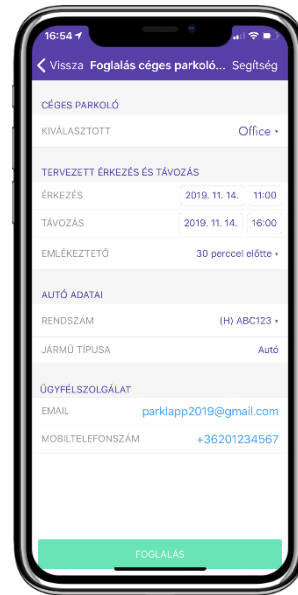 16:54
Vissza Foglalás céges parkoló... Segítség
CÉGES PARKOLÓ
KIVÁLASZTOTT Office
TERVEZETT ÉRKEZÉS ÉS TÁVOZÁS
ÉRKEZÉS 2019. 11. 14. 11:00
TÁVOZÁS 2019. 11. 14. 16:00
EMLÉKEZTETŐ 30 perccel előtte
AUTÓ ADATAI
RENDSZÁM (H) ABC123
JÁRMŰ TÍPUSA Autó
ÜGYFÉLSZOLGÁLAT
EMAIL parklapp2019@gmail.com
MOBILTELEFONSZÁM +36201234567
FOGLALÁS